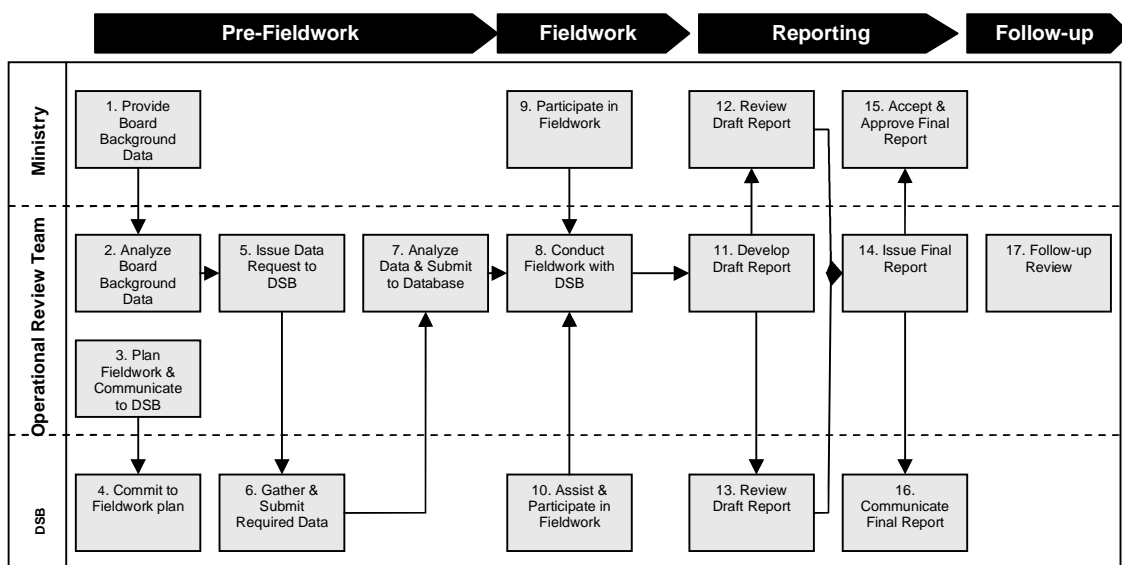 Pre-Fieldwork
Fieldwork
Reporting
Follow-up
Ministry
1. Provide
Board
Background
Data
9. Participate in
Fieldwork
12. Review
Draft Report
15. Accept &
Approve Final
Report
Operational Review Team
2. Analyze
Board
Background
Data
5. Issue Data
Request to
DSB
7. Analyze
Data & Submit
to Database
8. Conduct
Fieldwork with
DSB
11. Develop
Draft Report
14. Issue Final
Report
17. Follow-up
Review
3. Plan
Fieldwork &
Communicate
to DSB
DSB
4. Commit to
Fieldwork plan
6. Gather &
Submit
Required Data
10. Assist &
Participate in
Fieldwork
13. Review
Draft Report
16.
Communicate
Final Report